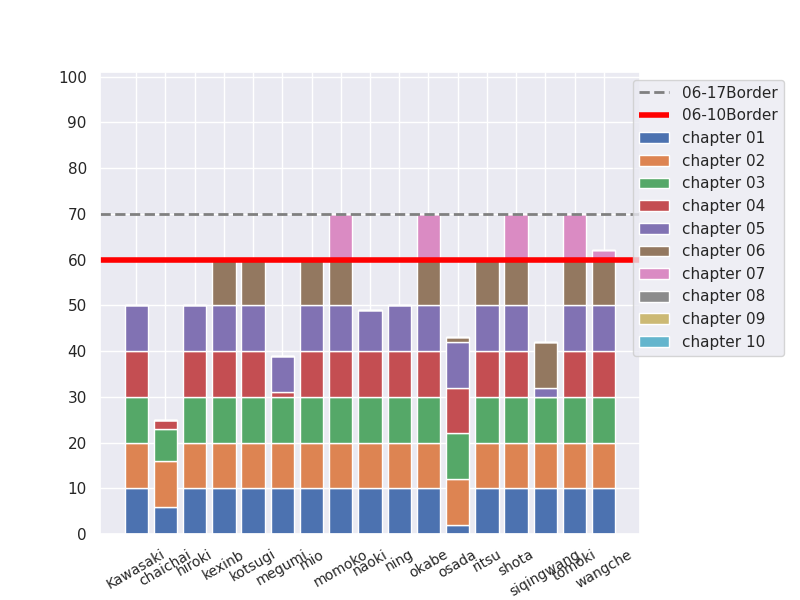 100
90
80
70
60
50
40
30
20
10
0
Kawasaki
chaichai
hiroki
kexinb
kotsugi
megumi
mio
momoko
naoki
ning
okabe
osada
ritsu
shota
siqingwang
tomoki
wangche
06-17Border
06-10Border
chapter 01
chapter 02
chapter 03
chapter 04
chapter 05
chapter 06
chapter 07
chapter 08
chapter 09
chapter 10